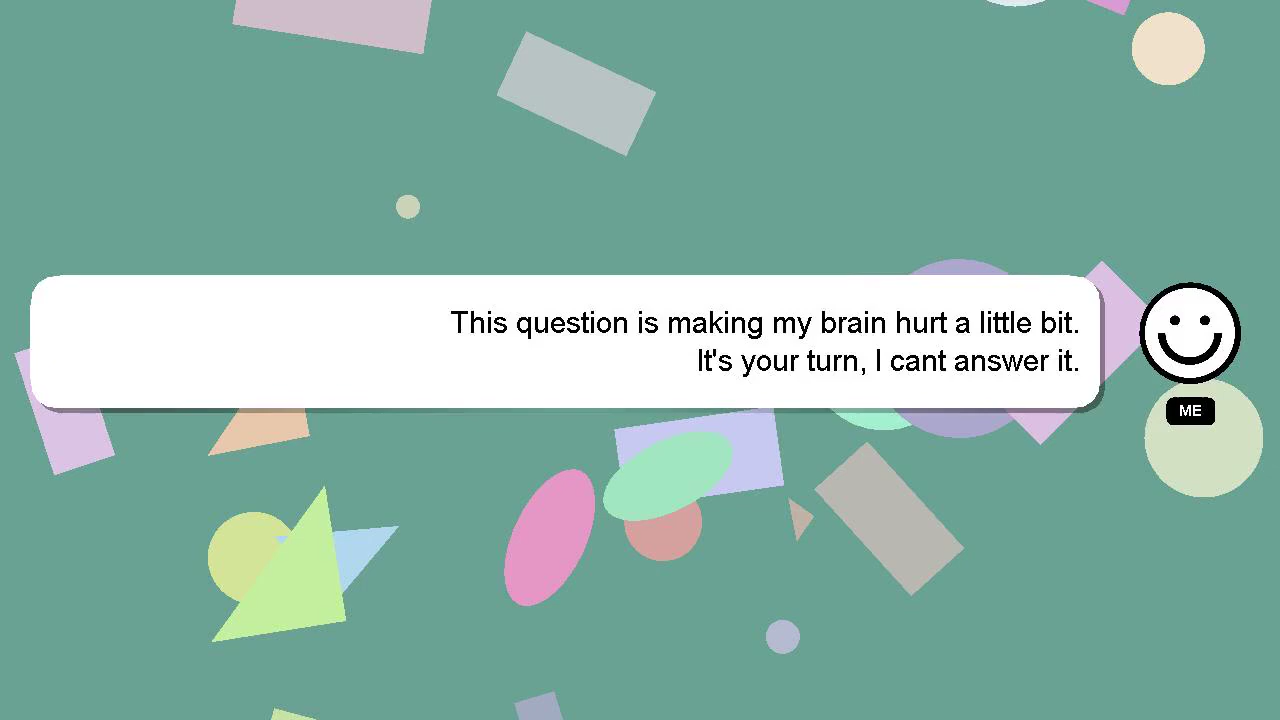 This question is making my brain hurt a little bit.
It's your turn, I cant answer it.
ME